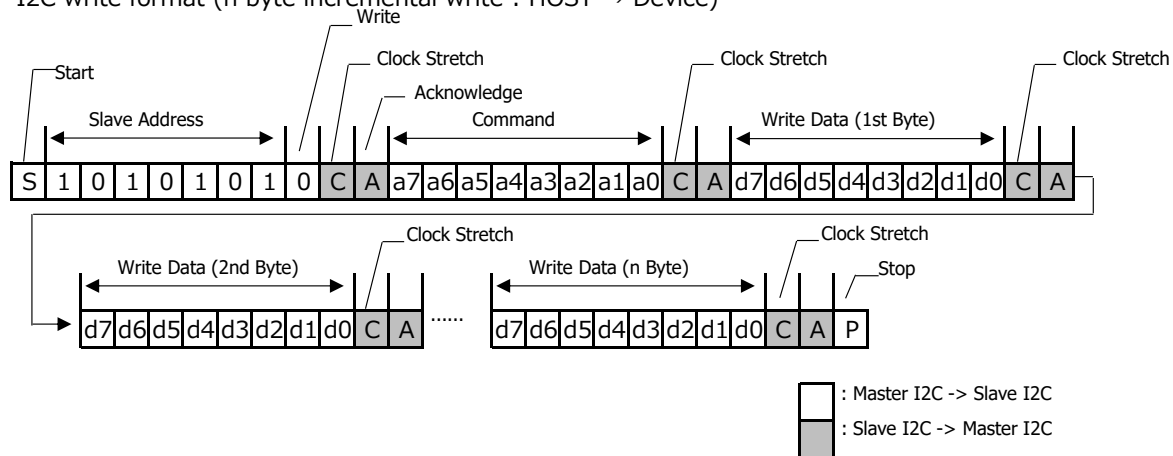 I2C write format (n byte incremental write : HOST -> Device)
Write
Start
Clock Stretch
Clock Stretch
Clock Stretch
Acknowledge
Slave Address
Command
Write Data (1st Byte)
S 1 0 1 0 1 0 1 0 C A a7 a6 a5 a4 a3 a2 a1 a0 C A d7 d6 d5 d4 d3 d2 d1 d0 C A
Clock Stretch
Clock Stretch
Write Data (2nd Byte)
Write Data (n Byte)
Stop
d7 d6 d5 d4 d3 d2 d1 d0 C A ...... d7 d6 d5 d4 d3 d2 d1 d0 C A P
: Master I2C -> Slave I2C
: Slave I2C -> Master I2C